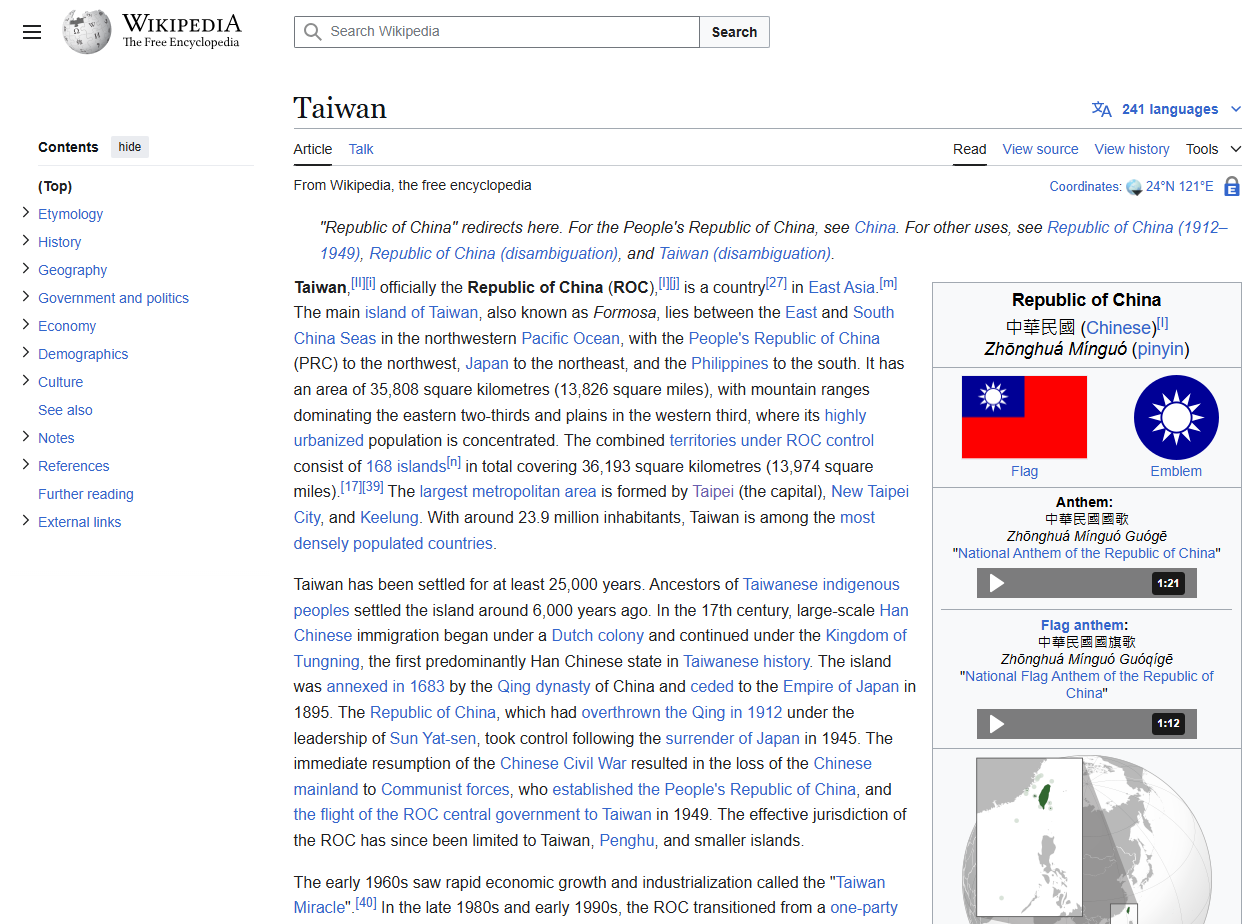 WIKIPEDIA
The Free Encyclopedia
Search Wikipedia
Search
Contents
hide
(Top)
Etymology
History
Geography
Government and politics
Economy
Demographics
Culture
See also
Notes
References
Further reading
External links
Taiwan
241 languages
Article
Talk
Read
View source
View history
Tools
From Wikipedia, the free encyclopedia
Coordinates: 24°N 121°E
"Republic of China" redirects here. For the People's Republic of China, see China. For other uses, see Republic of China (1912–
1949), Republic of China (disambiguation), and Taiwan (disambiguation).
Taiwan,[II][i] officially the Republic of China (ROC),[I][j] is a country[27] in East Asia.[m]
The main island of Taiwan, also known as Formosa, lies between the East and South
China Seas in the northwestern Pacific Ocean, with the People's Republic of China
(PRC) to the northwest, Japan to the northeast, and the Philippines to the south. It has
an area of 35,808 square kilometres (13,826 square miles), with mountain ranges
dominating the eastern two-thirds and plains in the western third, where its highly
urbanized population is concentrated. The combined territories under ROC control
consist of 168 islands[n] in total covering 36,193 square kilometres (13,974 square
miles).[17][39] The largest metropolitan area is formed by Taipei (the capital), New Taipei
City, and Keelung. With around 23.9 million inhabitants, Taiwan is among the most
densely populated countries.
Taiwan has been settled for at least 25,000 years. Ancestors of Taiwanese indigenous
peoples settled the island around 6,000 years ago. In the 17th century, large-scale Han
Chinese immigration began under a Dutch colony and continued under the Kingdom of
Tungning, the first predominantly Han Chinese state in Taiwanese history. The island
was annexed in 1683 by the Qing dynasty of China and ceded to the Empire of Japan in
1895. The Republic of China, which had overthrown the Qing in 1912 under the
leadership of Sun Yat-sen, took control following the surrender of Japan in 1945. The
immediate resumption of the Chinese Civil War resulted in the loss of the Chinese
mainland to Communist forces, who established the People's Republic of China, and
the flight of the ROC central government to Taiwan in 1949. The effective jurisdiction of
the ROC has since been limited to Taiwan, Penghu, and smaller islands.
The early 1960s saw rapid economic growth and industrialization called the "Taiwan
Miracle".[40] In the late 1980s and early 1990s, the ROC transitioned from a one-party
Republic of China
中華民國 (Chinese)[I]
Zhōnghuá Mínguó (pinyin)
Flag
Emblem
Anthem:
中華民國國歌
Zhōnghuá Mínguó Guógē
"National Anthem of the Republic of China"
1:21
Flag anthem:
中華民國國旗歌
Zhōnghuá Mínguó Guóqígē
"National Flag Anthem of the Republic of
China"
1:12